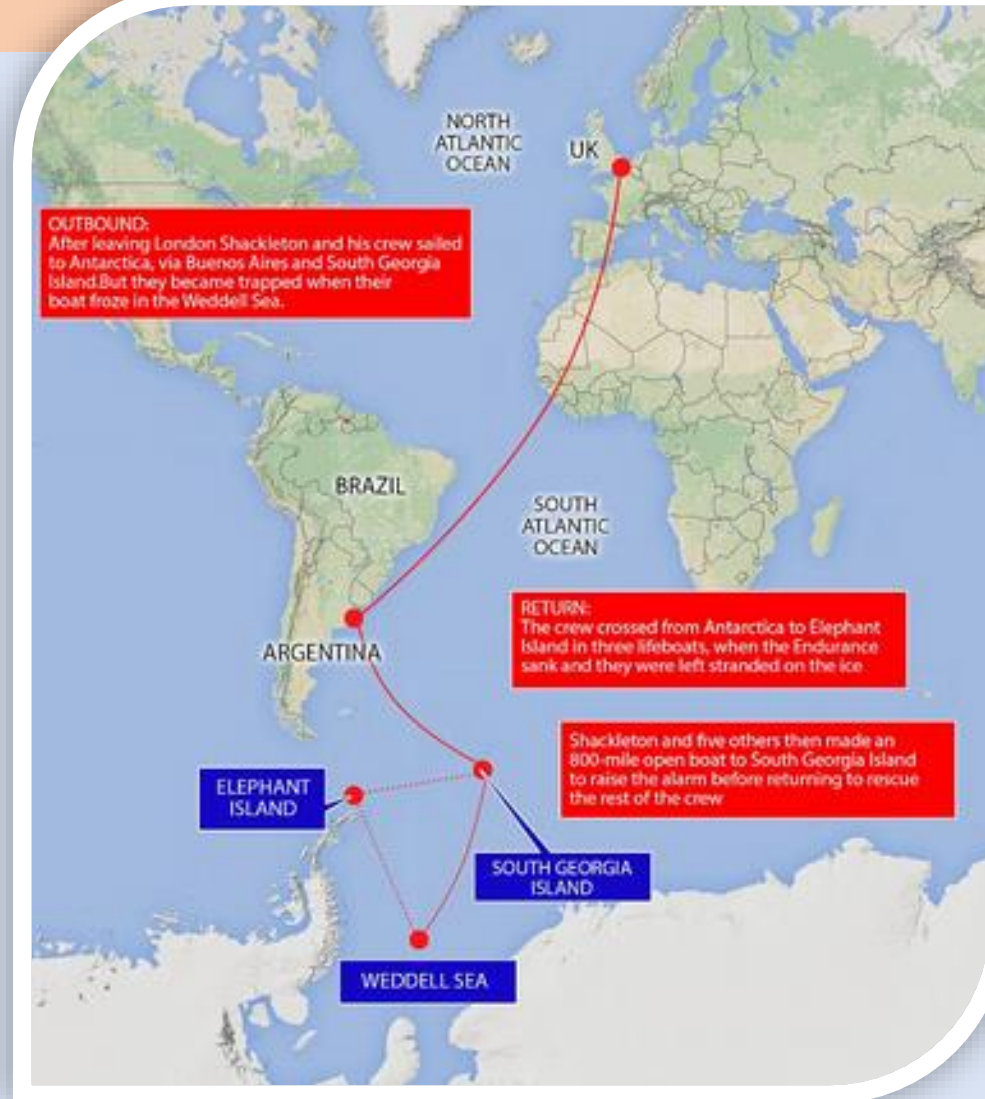 NORTH
ATLANTIC
OCEAN
UK
OUTBOUND:
After leaving London Shackleton and his crew sailed
to Antarctica, via Buenos Aires and South Georgia
Island.But they became trapped when their
boat froze in the Weddell Sea.
BRAZIL
SOUTH
ATLANTIC
OCEAN
RETURN:
The crew crossed from Antarctica to Elephant
Island in three lifeboats, when the Endurance
sank and they were left stranded on the ice
ARGENTINA
Shackleton and five others then made an
800-mile open boat to South Georgia Island
to raise the alarm before returning to rescue
the rest of the crew
ELEPHANT
ISLAND
SOUTH GEORGIA
ISLAND
WEDDELL SEA